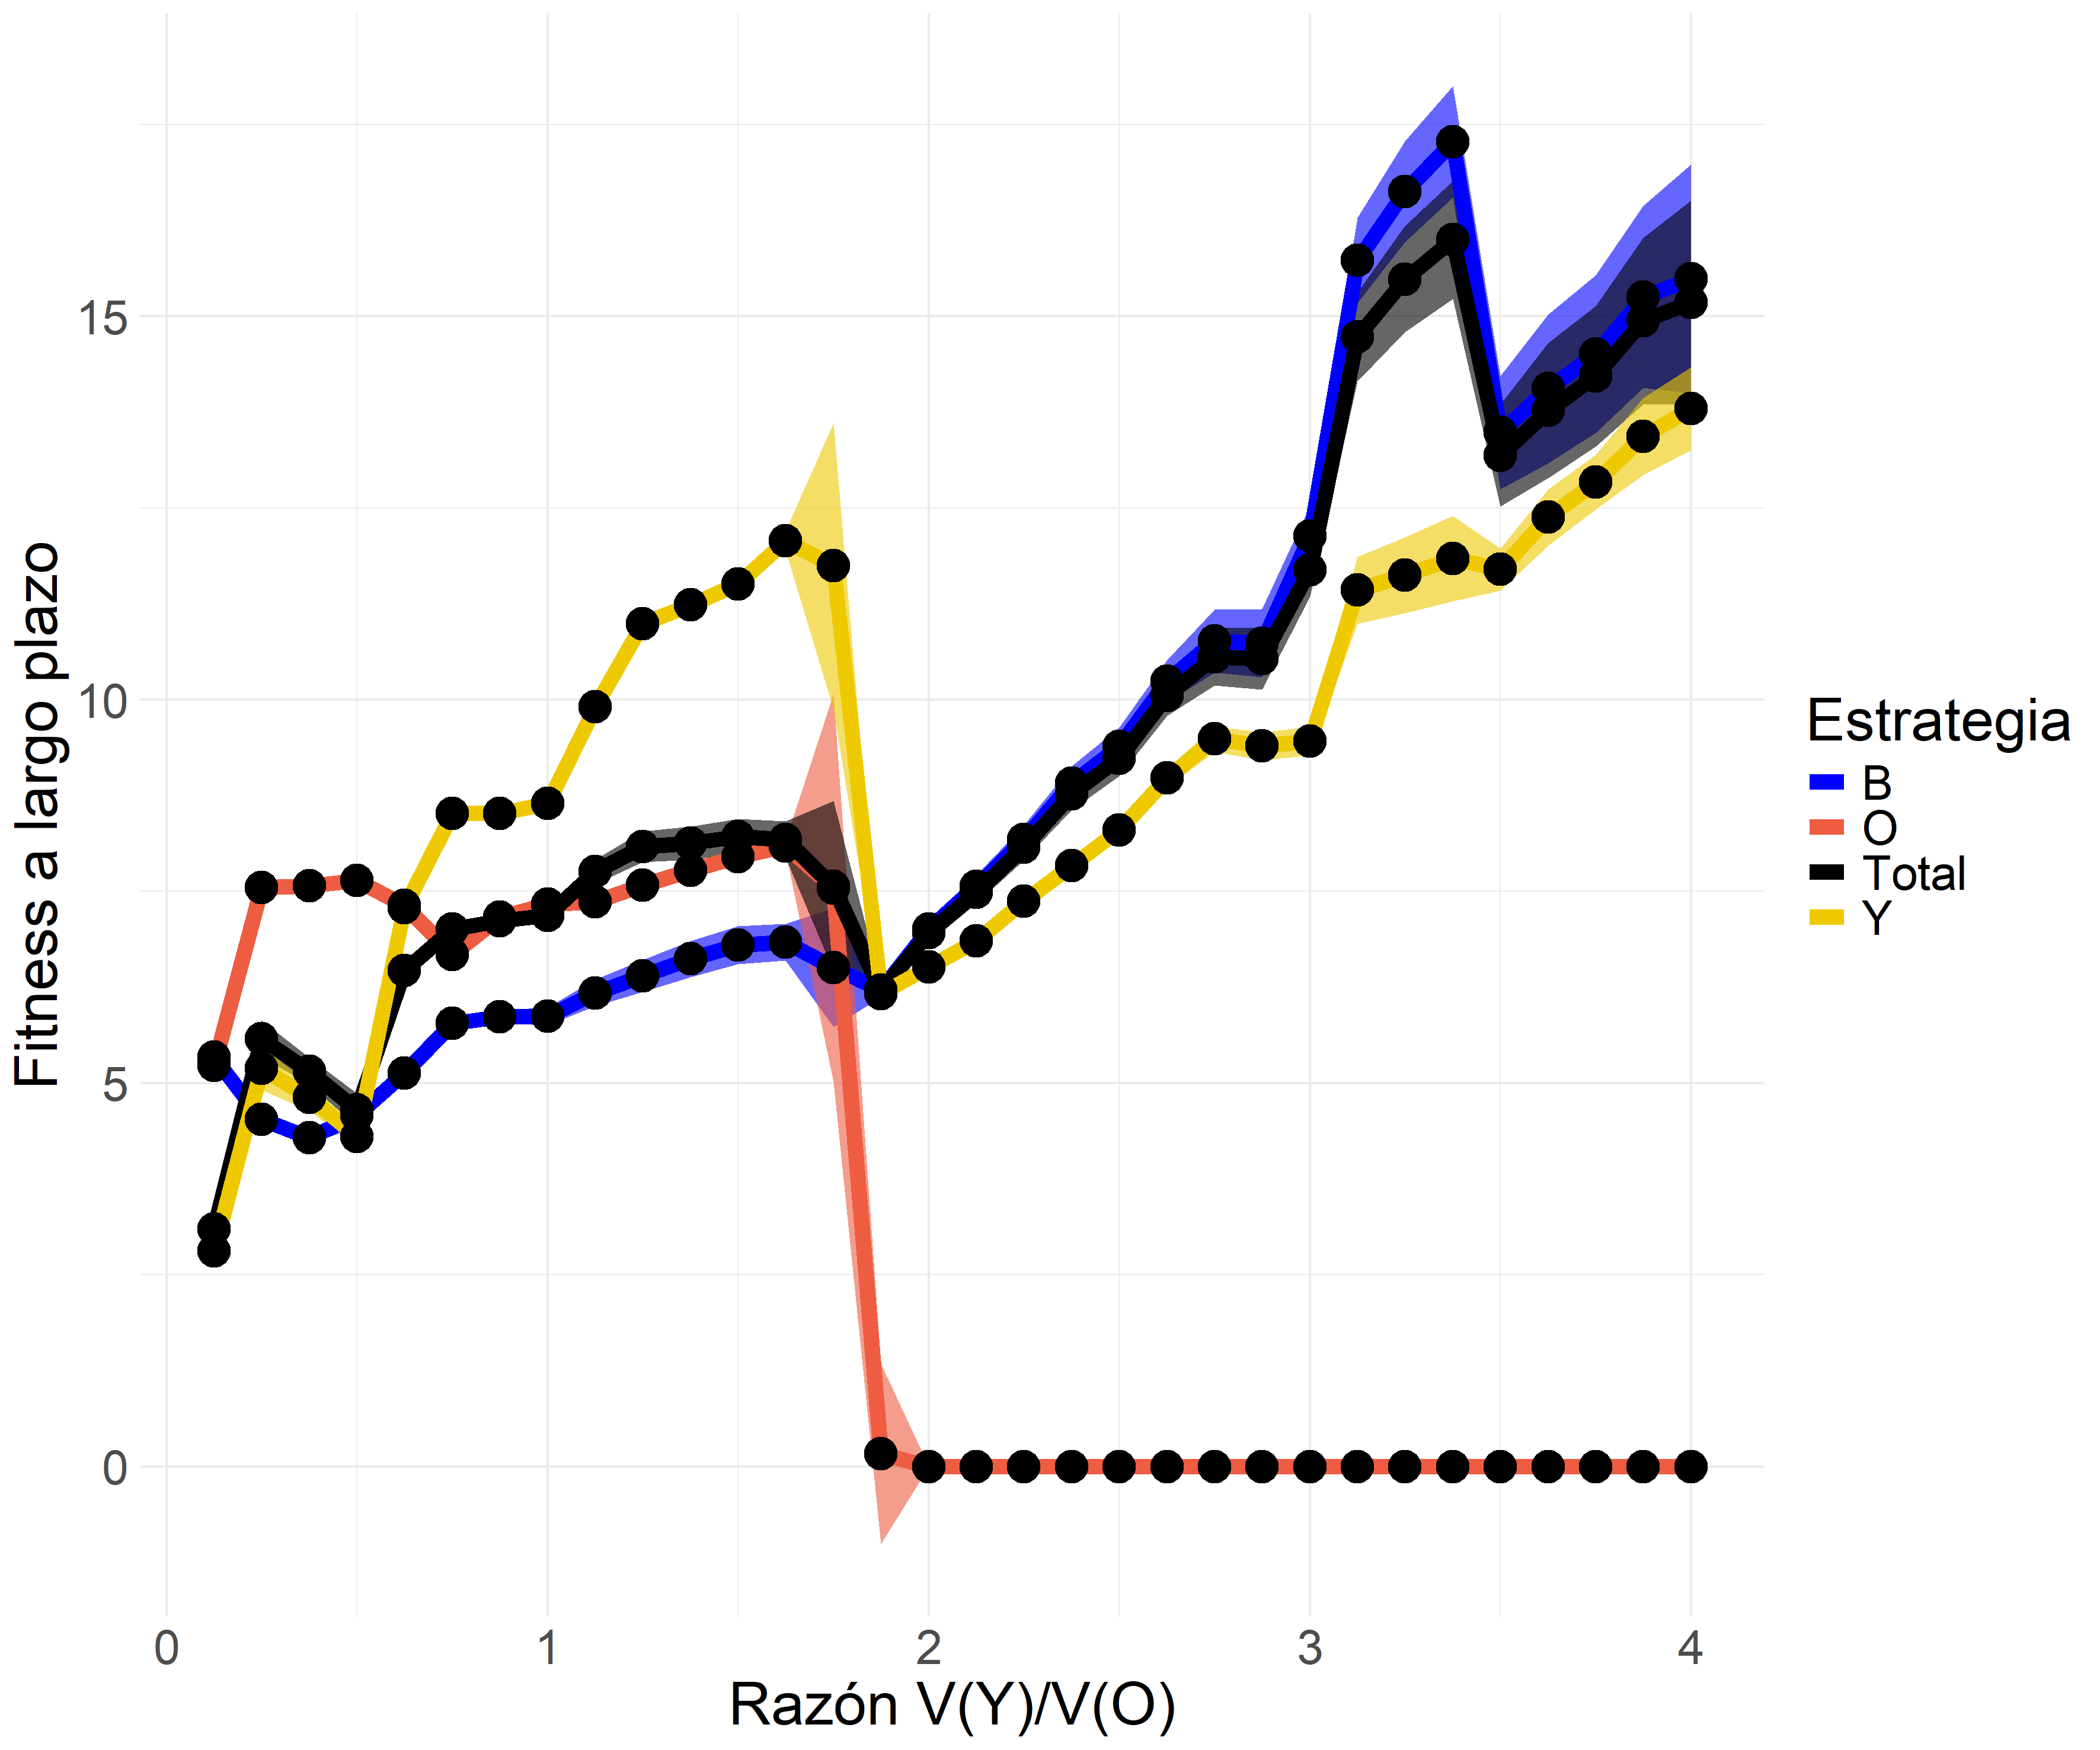 Fitness a largo plazo
15
10
5
0
0 1 2 3 4
Razón V(Y)/V(O)
Estrategia
B
O
Total
Y